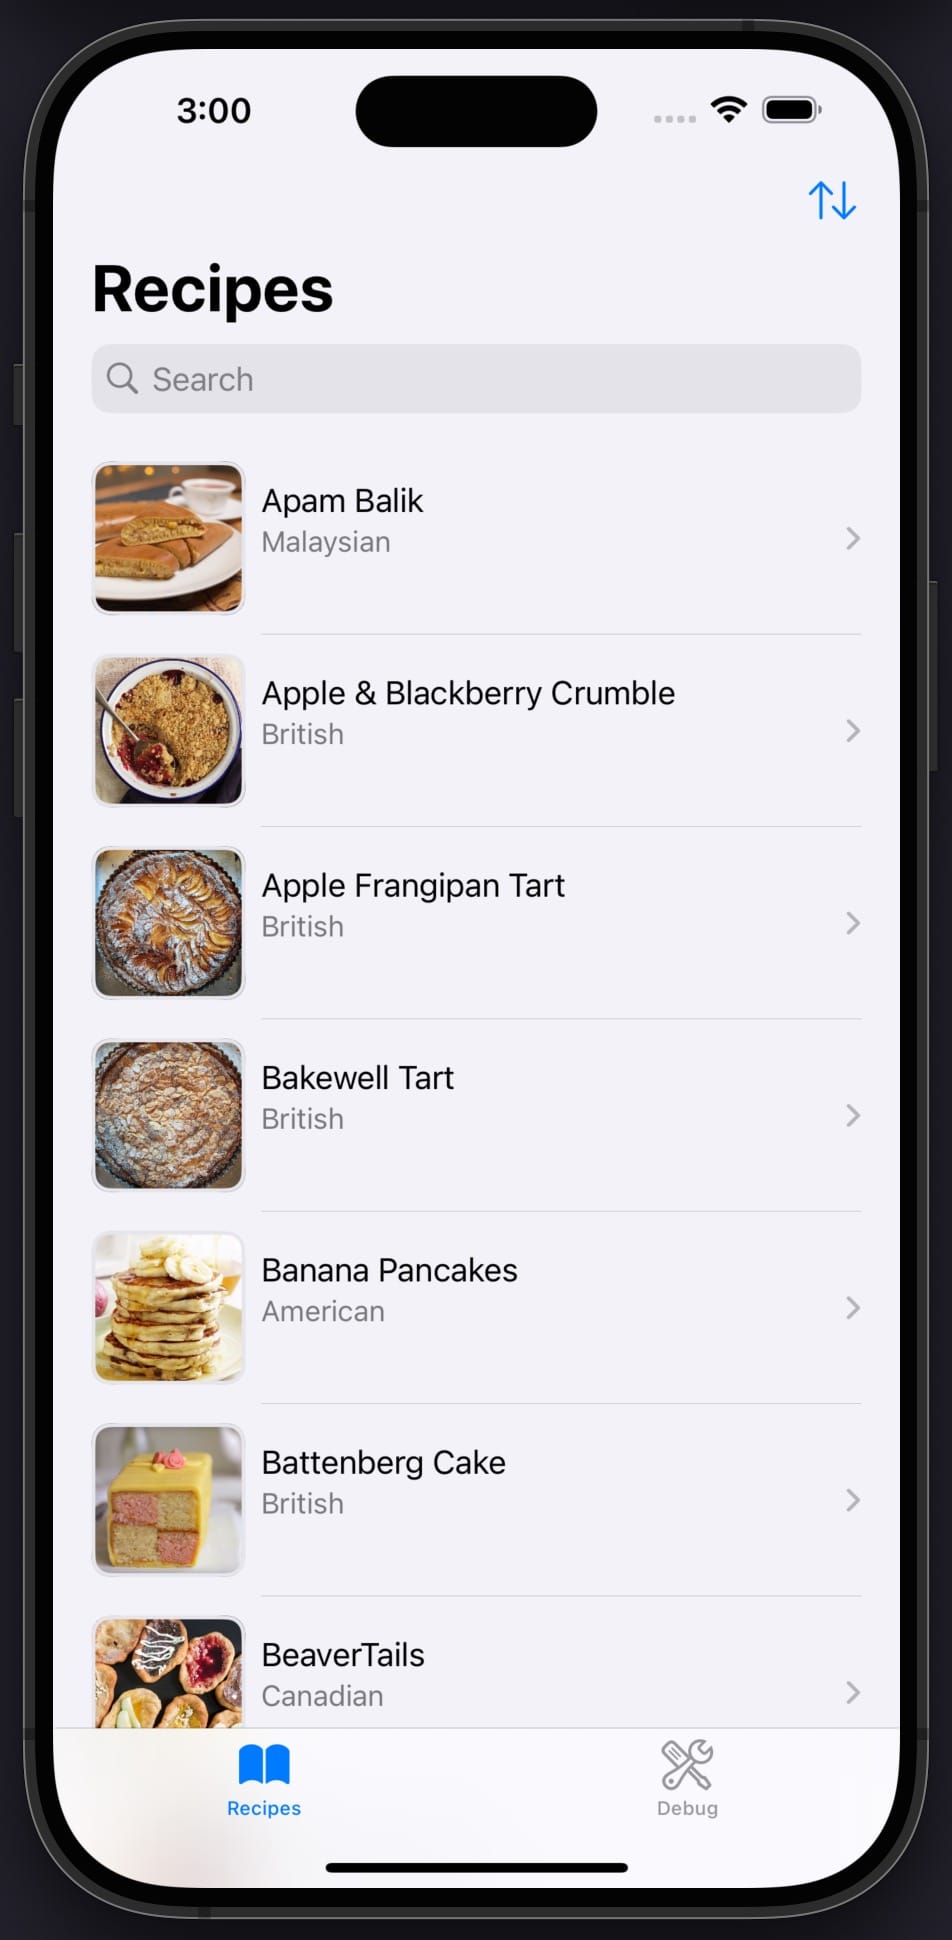 3:00
Recipes
Search
Apam Balik
Malaysian
Apple & Blackberry Crumble
British
Apple Frangipan Tart
British
Bakewell Tart
British
Banana Pancakes
American
Battenberg Cake
British
BeaverTails
Canadian
Recipes
Debug